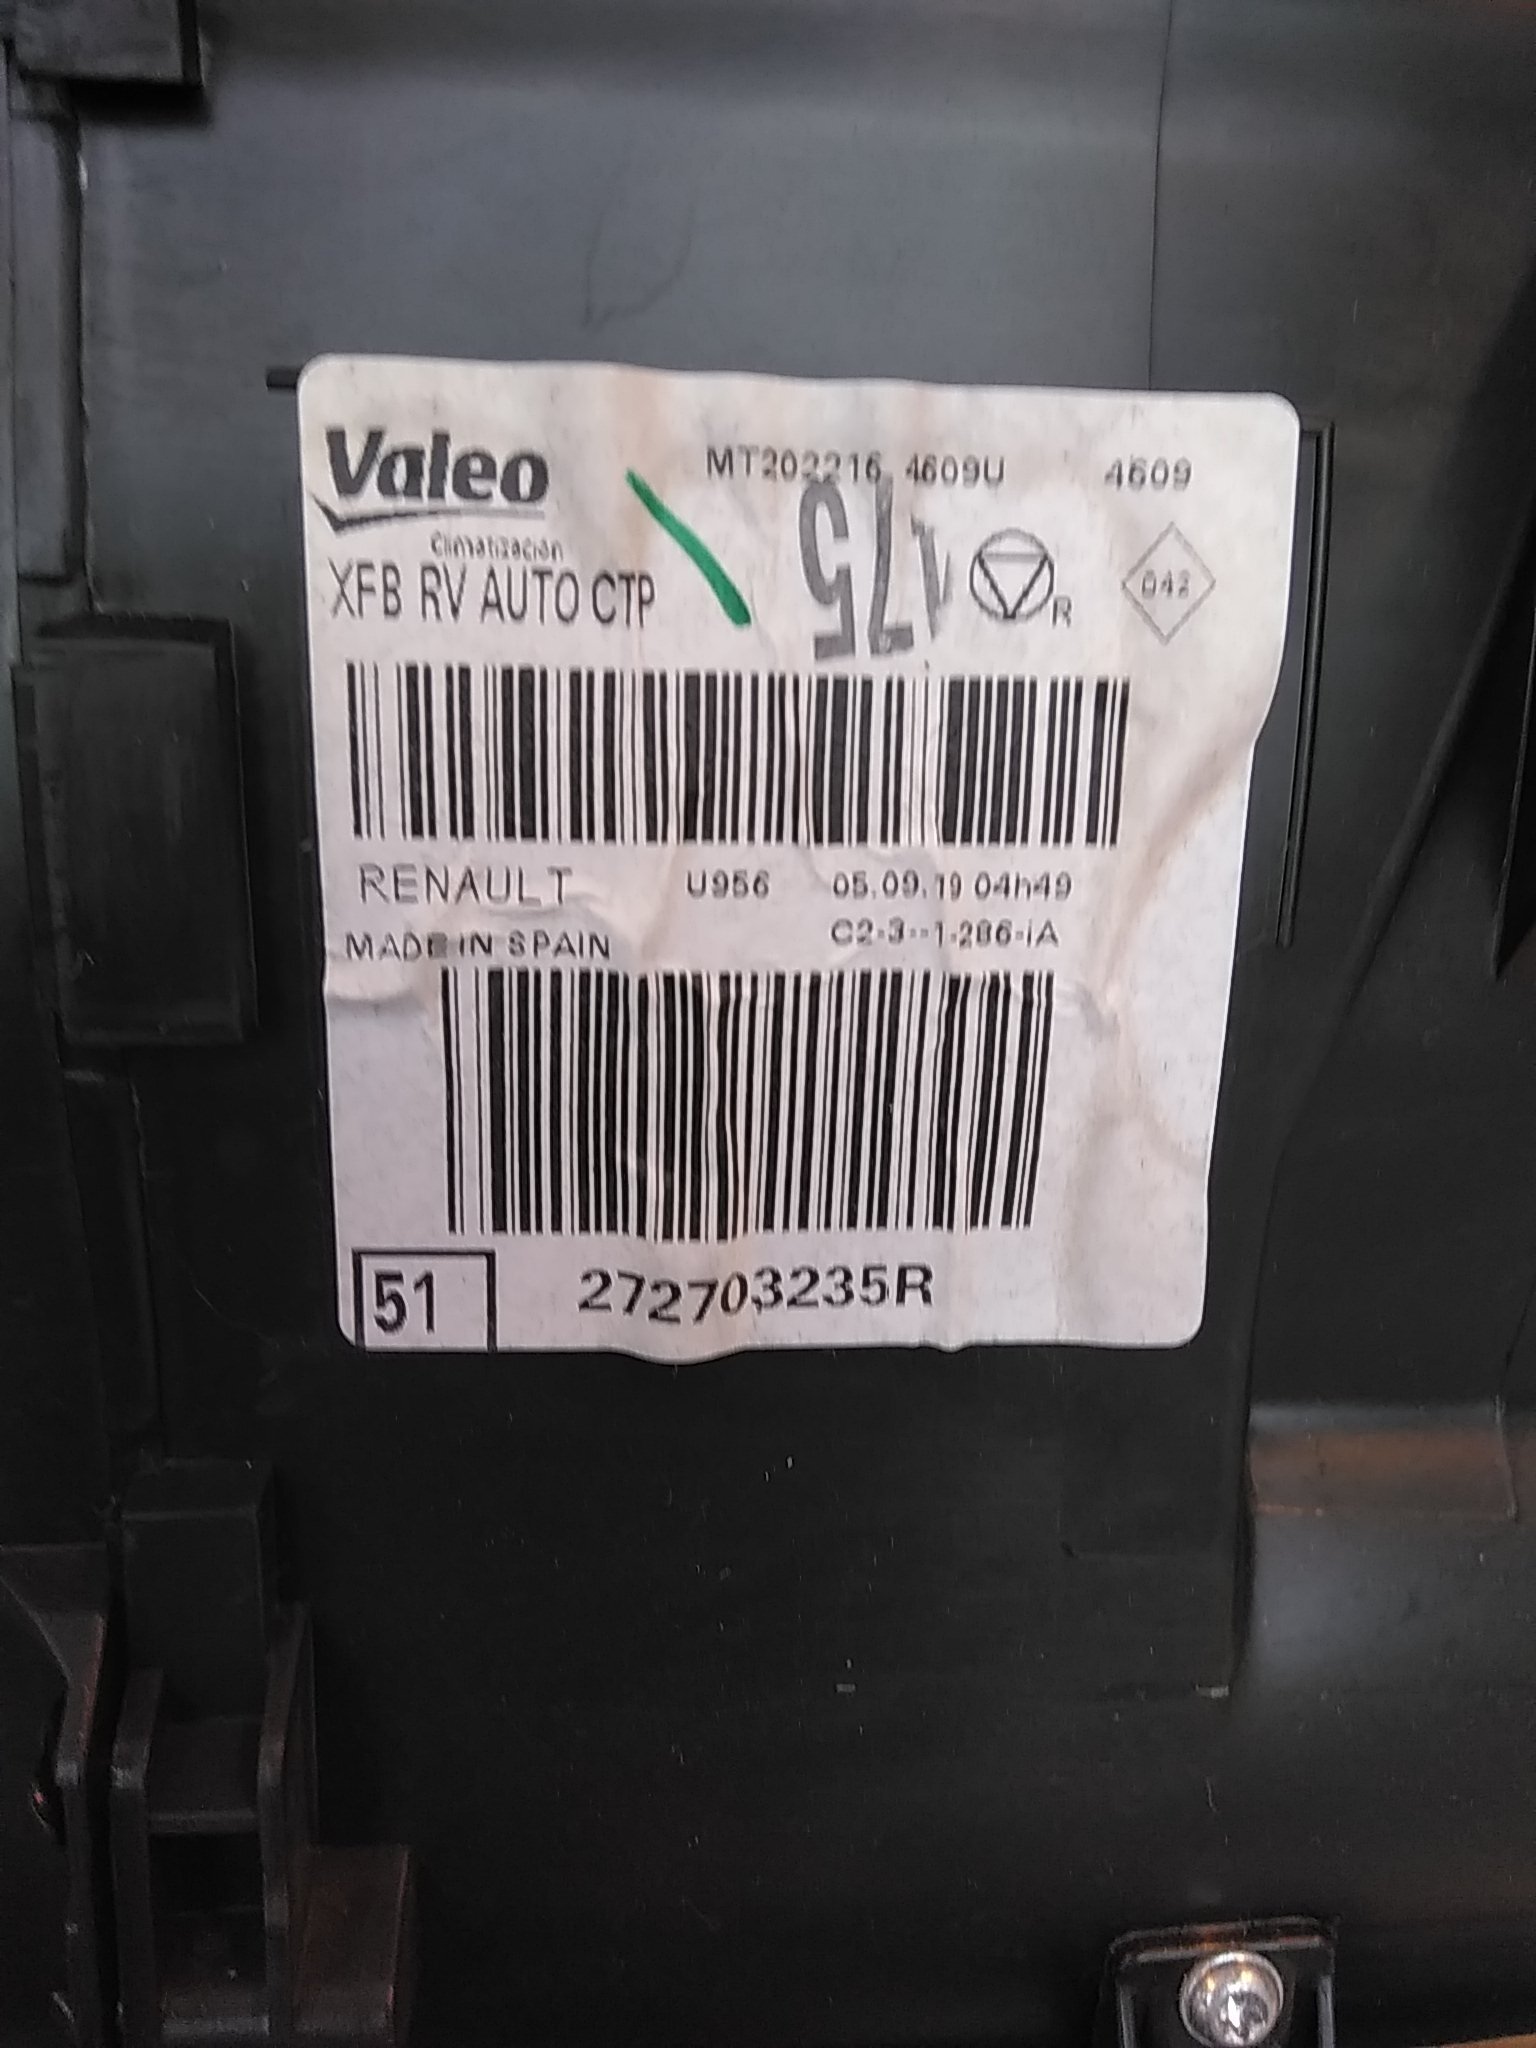 Valeo
Climatización
XFB RV AUTO CTP
MT202216 4609U 4609
175
R
042
RENAULT U956 05.09.19 04h49
MADE IN SPAIN C2-3--1-286-iA
51 272703235R